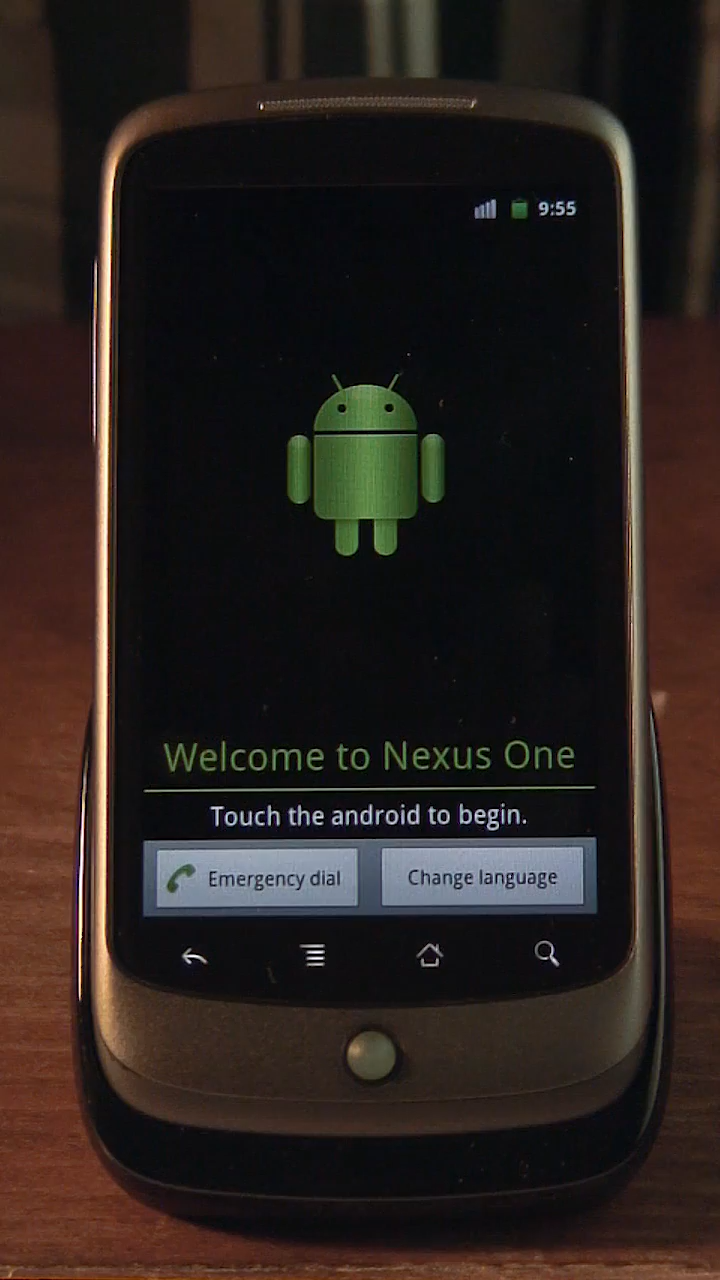 9:55
Welcome to Nexus One
Touch the android to begin.
Emergency dial
Change language